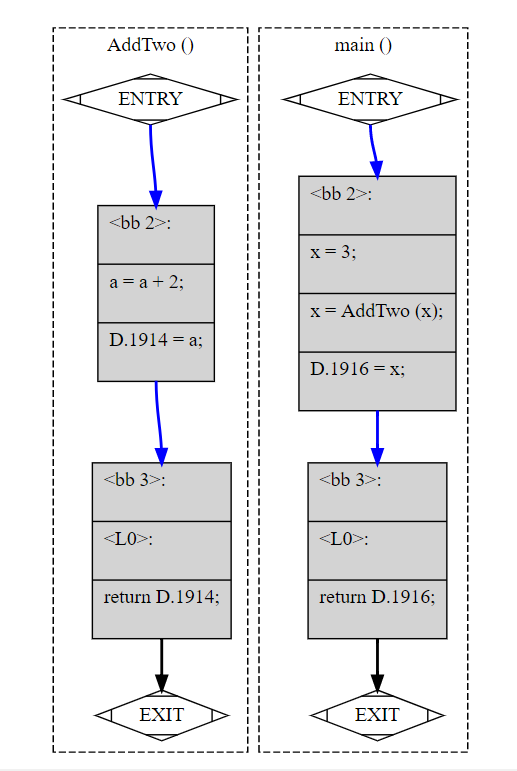 AddTwo ()
ENTRY
<bb 2>:
a = a + 2;
D.1914 = a;
<bb 3>:
<L0>:
return D.1914;
EXIT
main ()
ENTRY
<bb 2>:
x = 3;
x = AddTwo (x);
D.1916 = x;
<bb 3>:
<L0>:
return D.1916;
EXIT